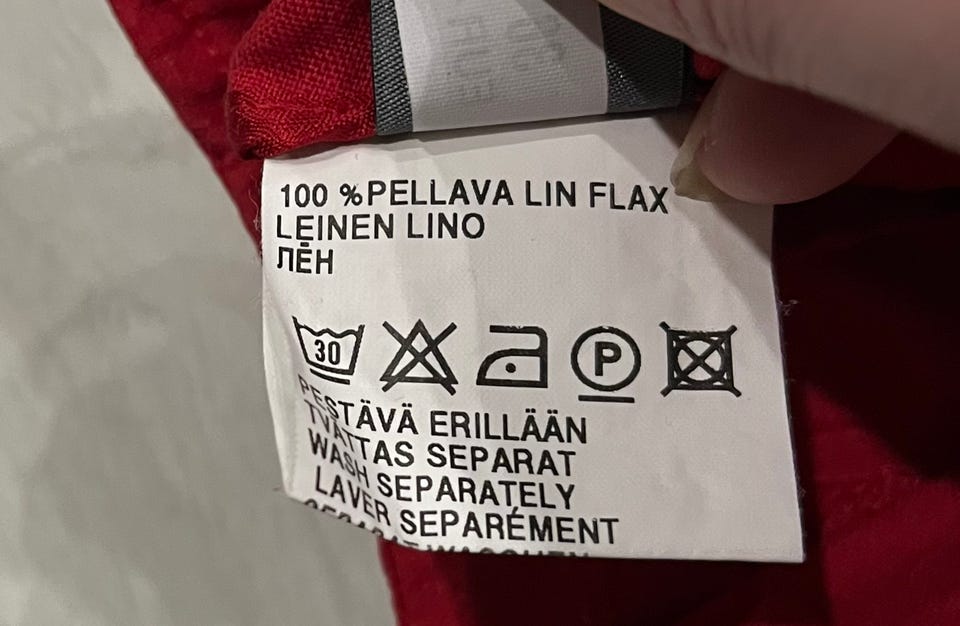 100 % PELLAVA LIN FLAX
LEINEN LINO
ЛЁН
30 P
PESTÄVÄ ERILLÄÄN
TVÄTTAS SEPARAT
WASH SEPARATELY
LAVER SEPARÉMENT